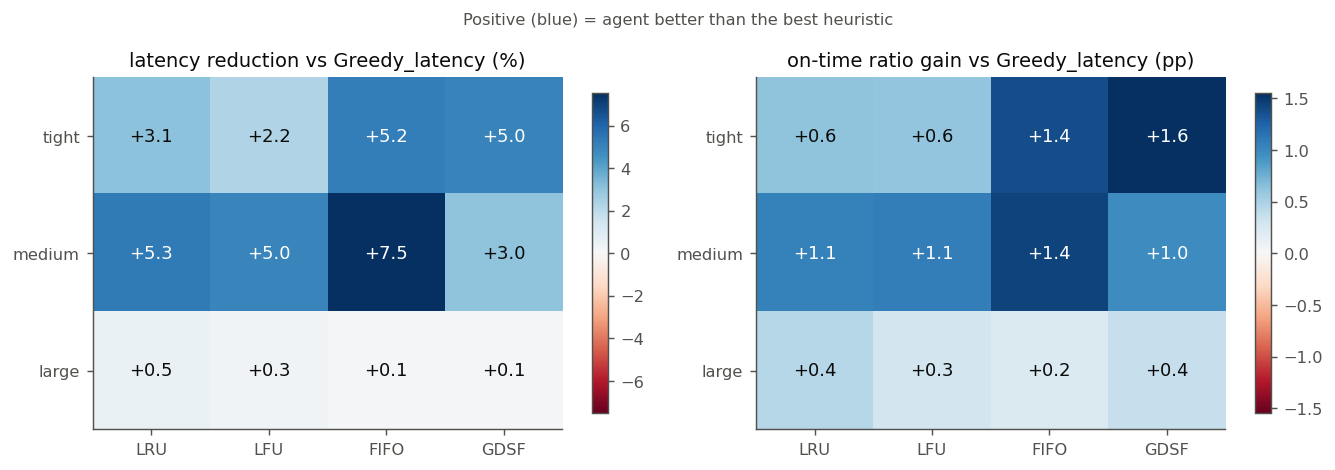 Positive (blue) = agent better than the best heuristic
latency reduction vs Greedy_latency (%)
tight +3.1 +2.2 +5.2 +5.0
medium +5.3 +5.0 +7.5 +3.0
large +0.5 +0.3 +0.1 +0.1
LRU LFU FIFO GDSF
6
4
2
0
−2
−4
−6
on-time ratio gain vs Greedy_latency (pp)
tight +0.6 +0.6 +1.4 +1.6
medium +1.1 +1.1 +1.4 +1.0
large +0.4 +0.3 +0.2 +0.4
LRU LFU FIFO GDSF
1.5
1.0
0.5
0.0
−0.5
−1.0
−1.5